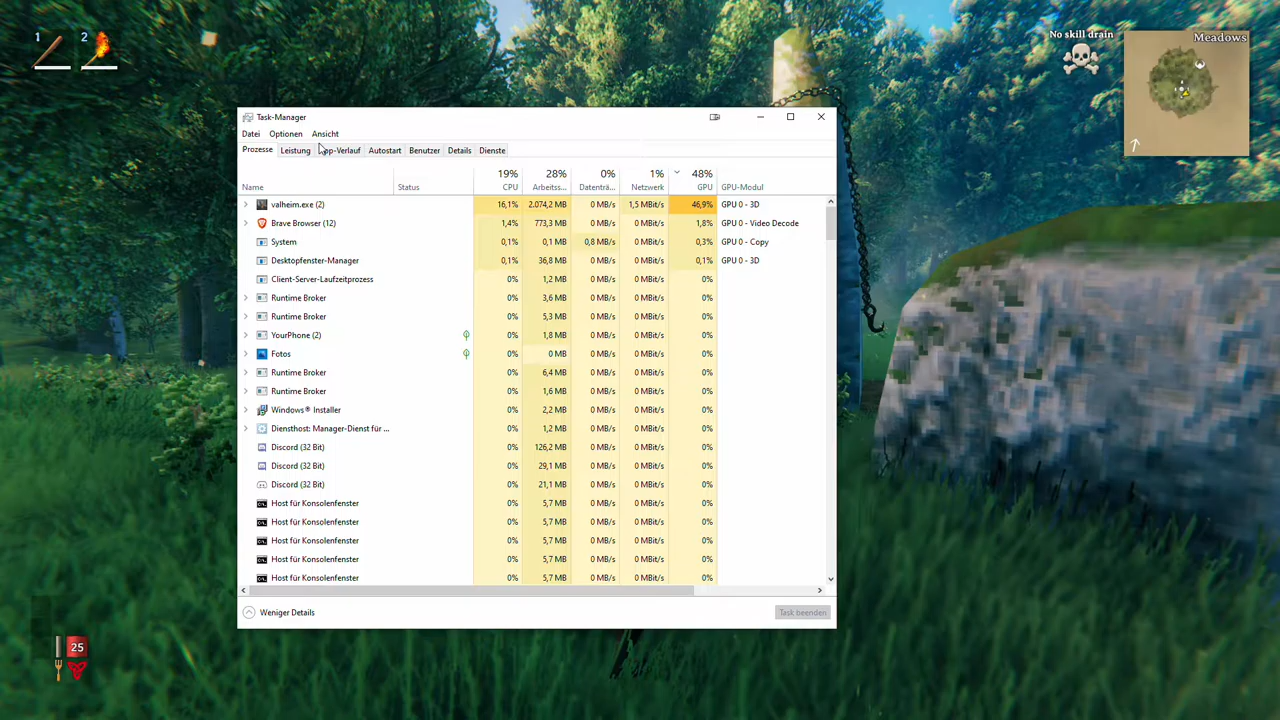 1
2
No skill drain
Meadows
Task-Manager
Datei Optionen Ansicht
Prozesse Leistung pp-Verlauf Autostart Benutzer Details Dienste
19% 28% 0% 1% 48%
Name Status CPU Arbeitss... Datenträ... Netzwerk GPU GPU-Modul
valheim.exe (2) 16,1% 2.074,2 MB 0 MB/s 1,5 MBit/s 46,9% GPU 0 - 3D
Brave Browser (12) 1,4% 773,3 MB 0 MB/s 0 MBit/s 1,8% GPU 0 - Video Decode
System 0,1% 0,1 MB 0,8 MB/s 0 MBit/s 0,3% GPU 0 - Copy
Desktopfenster-Manager 0,1% 36,8 MB 0 MB/s 0 MBit/s 0,1% GPU 0 - 3D
Client-Server-Laufzeitprozess 0% 1,2 MB 0 MB/s 0 MBit/s 0%
Runtime Broker 0% 3,6 MB 0 MB/s 0 MBit/s 0%
Runtime Broker 0% 5,3 MB 0 MB/s 0 MBit/s 0%
YourPhone (2) 0% 1,8 MB 0 MB/s 0 MBit/s 0%
Fotos 0% 0 MB 0 MB/s 0 MBit/s 0%
Runtime Broker 0% 6,4 MB 0 MB/s 0 MBit/s 0%
Runtime Broker 0% 1,6 MB 0 MB/s 0 MBit/s 0%
Windows® Installer 0% 2,2 MB 0 MB/s 0 MBit/s 0%
Diensthost: Manager-Dienst für ... 0% 1,2 MB 0 MB/s 0 MBit/s 0%
Discord (32 Bit) 0% 126,2 MB 0 MB/s 0 MBit/s 0%
Discord (32 Bit) 0% 29,1 MB 0 MB/s 0 MBit/s 0%
Discord (32 Bit) 0% 21,1 MB 0 MB/s 0 MBit/s 0%
Host für Konsolenfenster 0% 5,7 MB 0 MB/s 0 MBit/s 0%
Host für Konsolenfenster 0% 5,7 MB 0 MB/s 0 MBit/s 0%
Host für Konsolenfenster 0% 5,7 MB 0 MB/s 0 MBit/s 0%
Host für Konsolenfenster 0% 5,7 MB 0 MB/s 0 MBit/s 0%
Host für Konsolenfenster 0% 5,7 MB 0 MB/s 0 MBit/s 0%
Weniger Details Task beenden
25